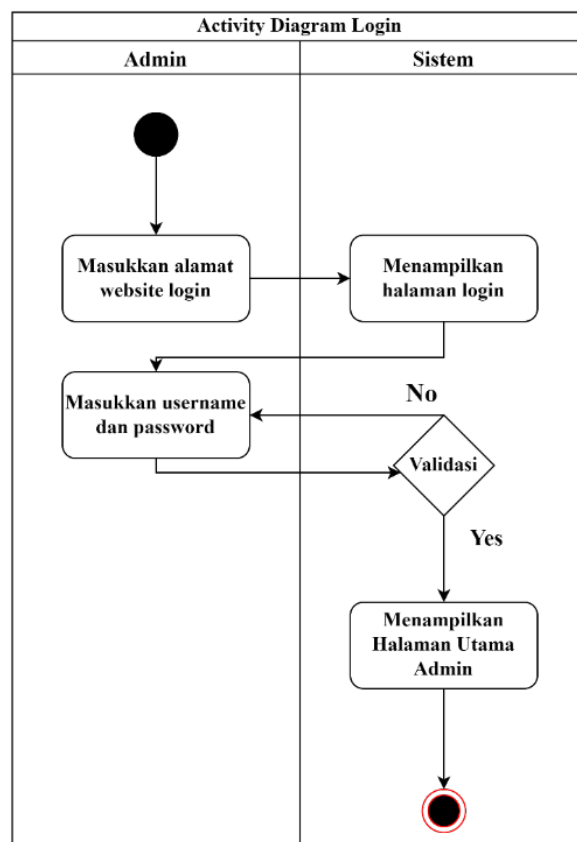 Activity Diagram Login
Admin
Sistem
Masukkan alamat
website login
Menampilkan
halaman login
Masukkan username
dan password
No
Validasi
Yes
Menampilkan
Halaman Utama
Admin